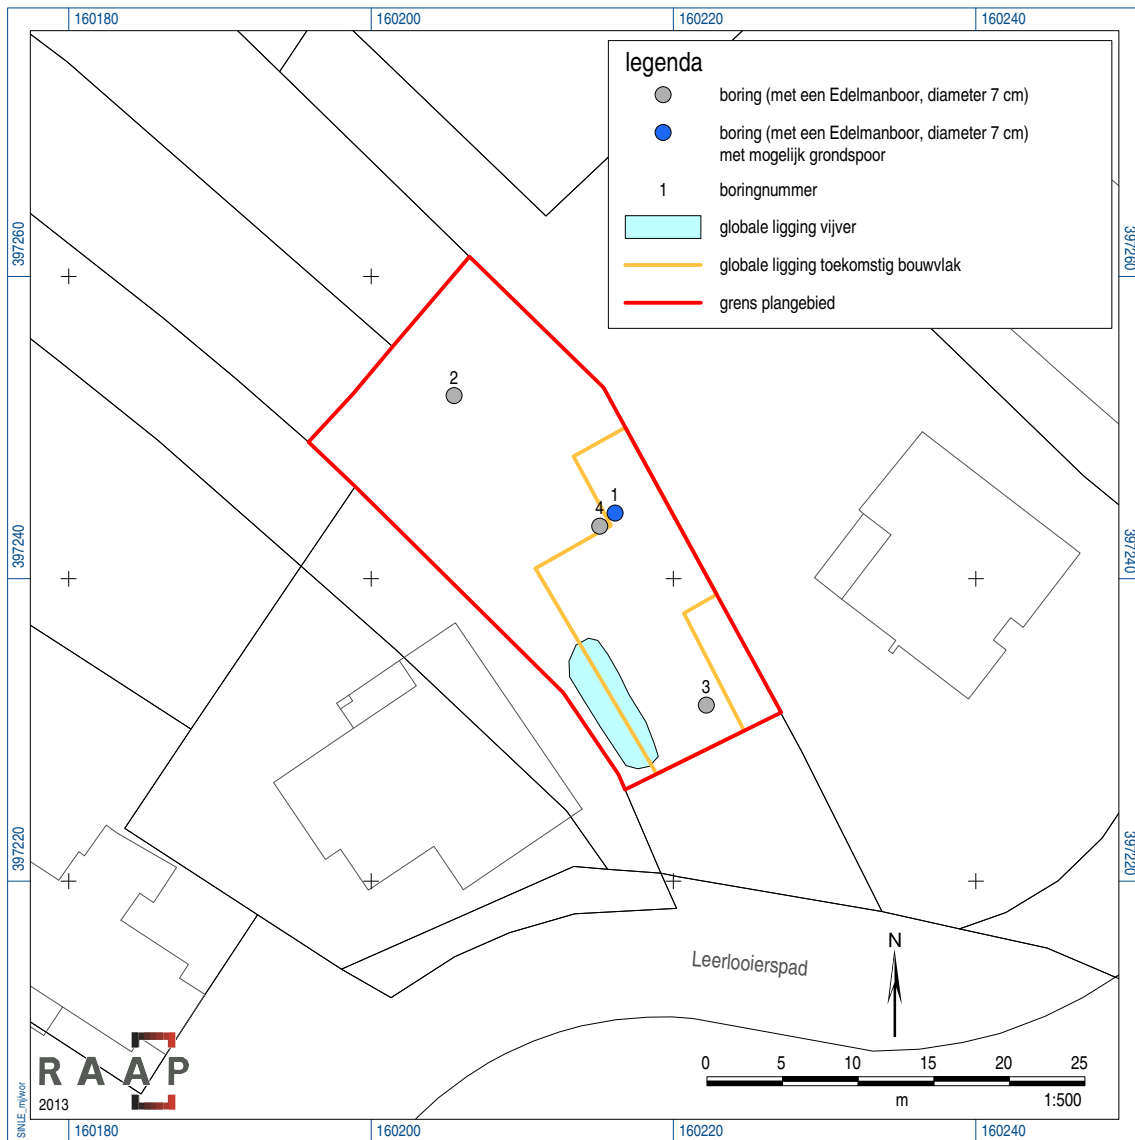 160180
160200
160220
160240
legenda
boring (met een Edelmanboor, diameter 7 cm)
boring (met een Edelmanboor, diameter 7 cm)
met mogelijk grondspoor
1
boringnummer
globale ligging vijver
globale ligging toekomstig bouwvlak
grens plangebied
397260
397260
2
1
4
397240
397240
3
397220
397220
N
Leerlooierspad
RAAP
2013
SINLE_mjwor
0
5
10
15
20
25
m
1:500
160180
160200
160220
160240